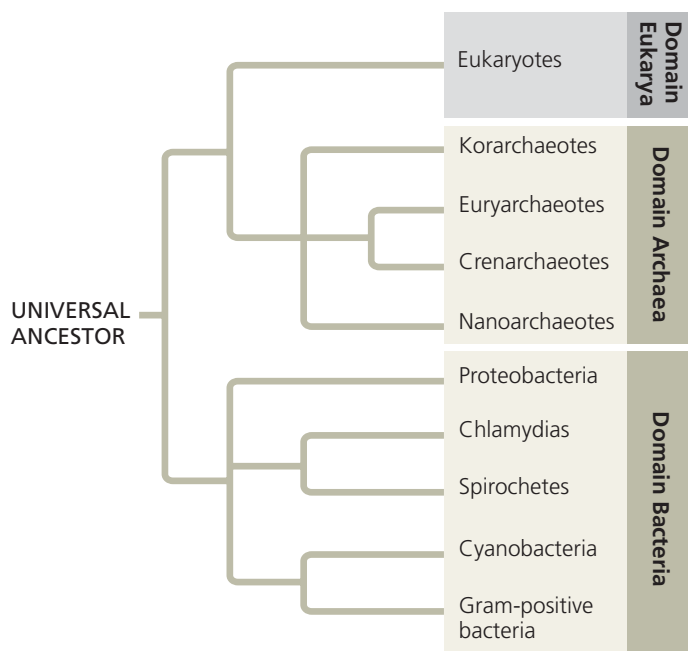 Eukaryotes
Domain
Eukarya
Korarchaeotes
Euryarchaeotes
Crenarchaeotes
Nanoarchaeotes
Domain Archaea
UNIVERSAL
ANCESTOR
Proteobacteria
Chlamydias
Spirochetes
Cyanobacteria
Gram-positive
bacteria
Domain Bacteria